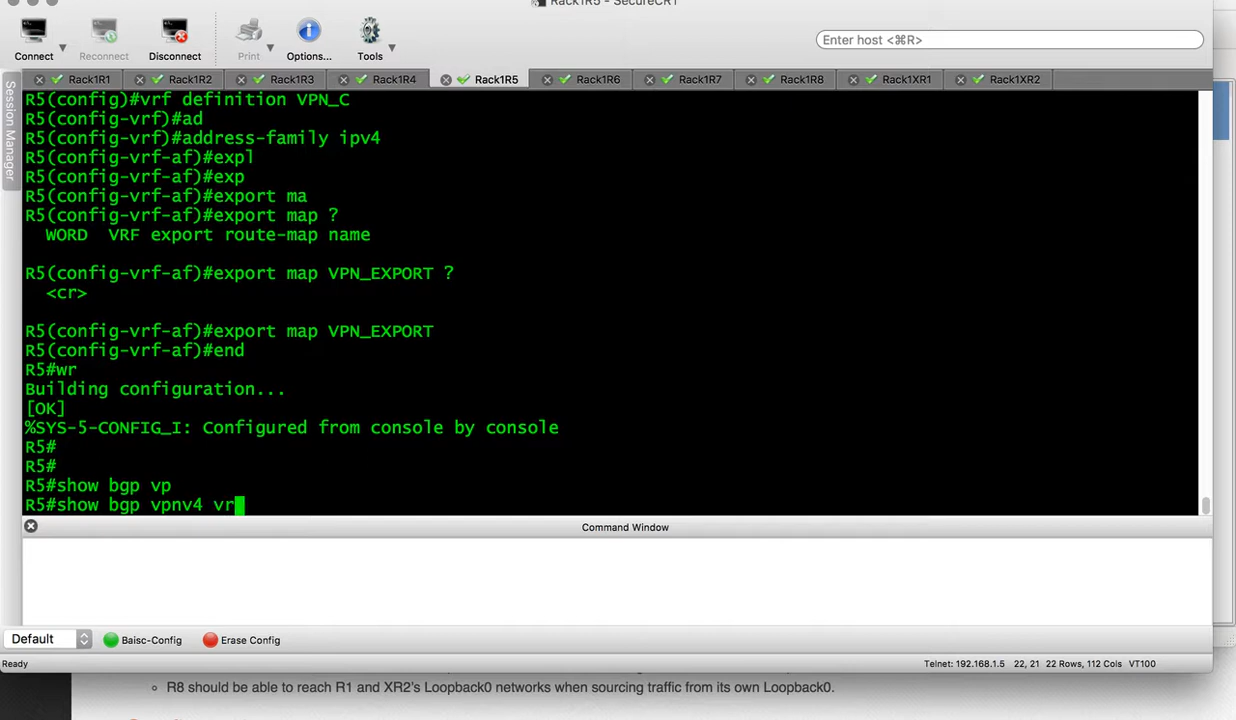 Rack1R5 - SecureCRT
Connect
Reconnect
Disconnect
Print
Options...
Tools
Enter host <⌘R>
Rack1R1
Rack1R2
Rack1R3
Rack1R4
Rack1R5
Rack1R6
Rack1R7
Rack1R8
Rack1XR1
Rack1XR2
Session Manager
R5(config)#vrf definition VPN_C
R5(config-vrf)#ad
R5(config-vrf)#address-family ipv4
R5(config-vrf-af)#expl
R5(config-vrf-af)#exp
R5(config-vrf-af)#export ma
R5(config-vrf-af)#export map ?
WORD  VRF export route-map name
R5(config-vrf-af)#export map VPN_EXPORT ?
<cr>
R5(config-vrf-af)#export map VPN_EXPORT
R5(config-vrf-af)#end
R5#wr
Building configuration...
[OK]
%SYS-5-CONFIG_I: Configured from console by console
R5#
R5#
R5#show bgp vp
R5#show bgp vpnv4 vr
Command Window
Default
Baisc-Config
Erase Config
Ready
Telnet: 192.168.1.5
22, 21
22 Rows, 112 Cols
VT100
R8 should be able to reach R1 and XR2's Loopback0 networks when sourcing traffic from its own Loopback0.